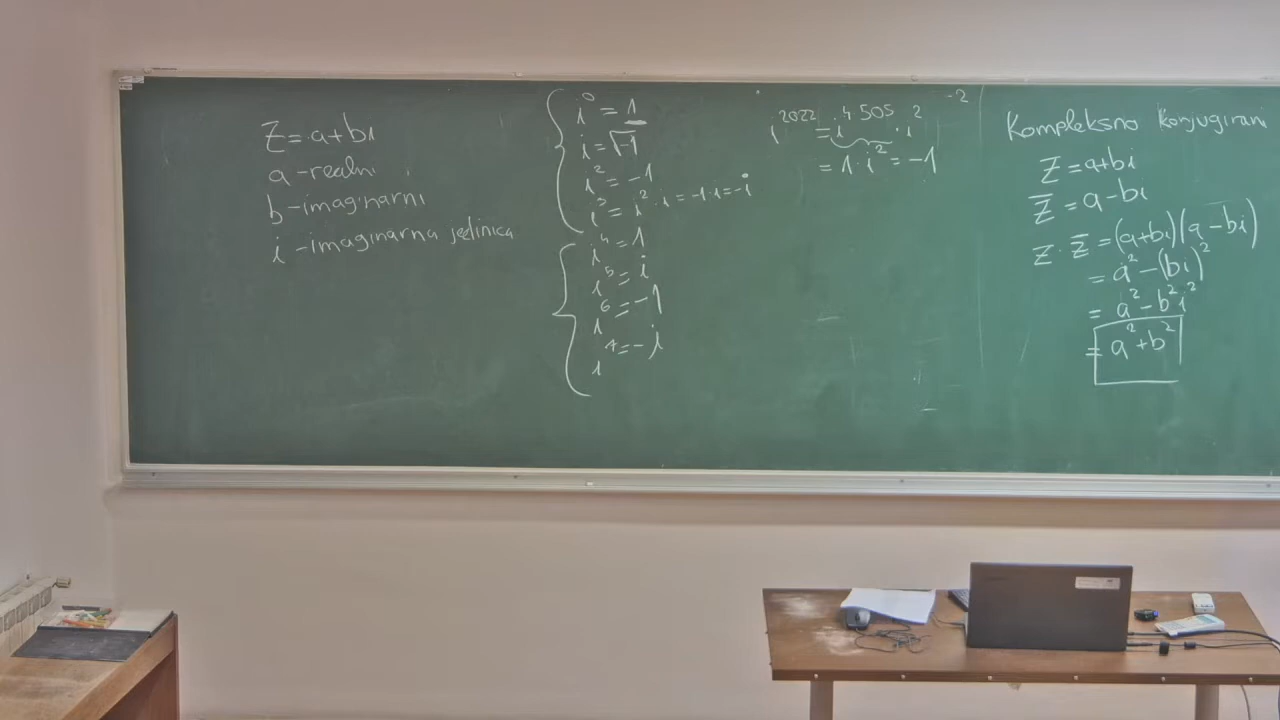 z = a+bi
a - realni
b - imaginarni
i - imaginarna jedinica
i⁰ = 1
i = √-1
i² = -1
i³ = i² · i = -1 · i = -i
i⁴ = 1
i⁵ = i
i⁶ = -1
i⁷ = -i
i²⁰²² = i⁴ ⁵⁰⁵ · i² -2
= 1 · i² = -1
Kompleksno konjugirani
z = a+bi
z̅ = a-bi
z · z̅ = (a+bi)(a-bi)
= a² - (bi)²
= a² - b²i²
= a² + b²